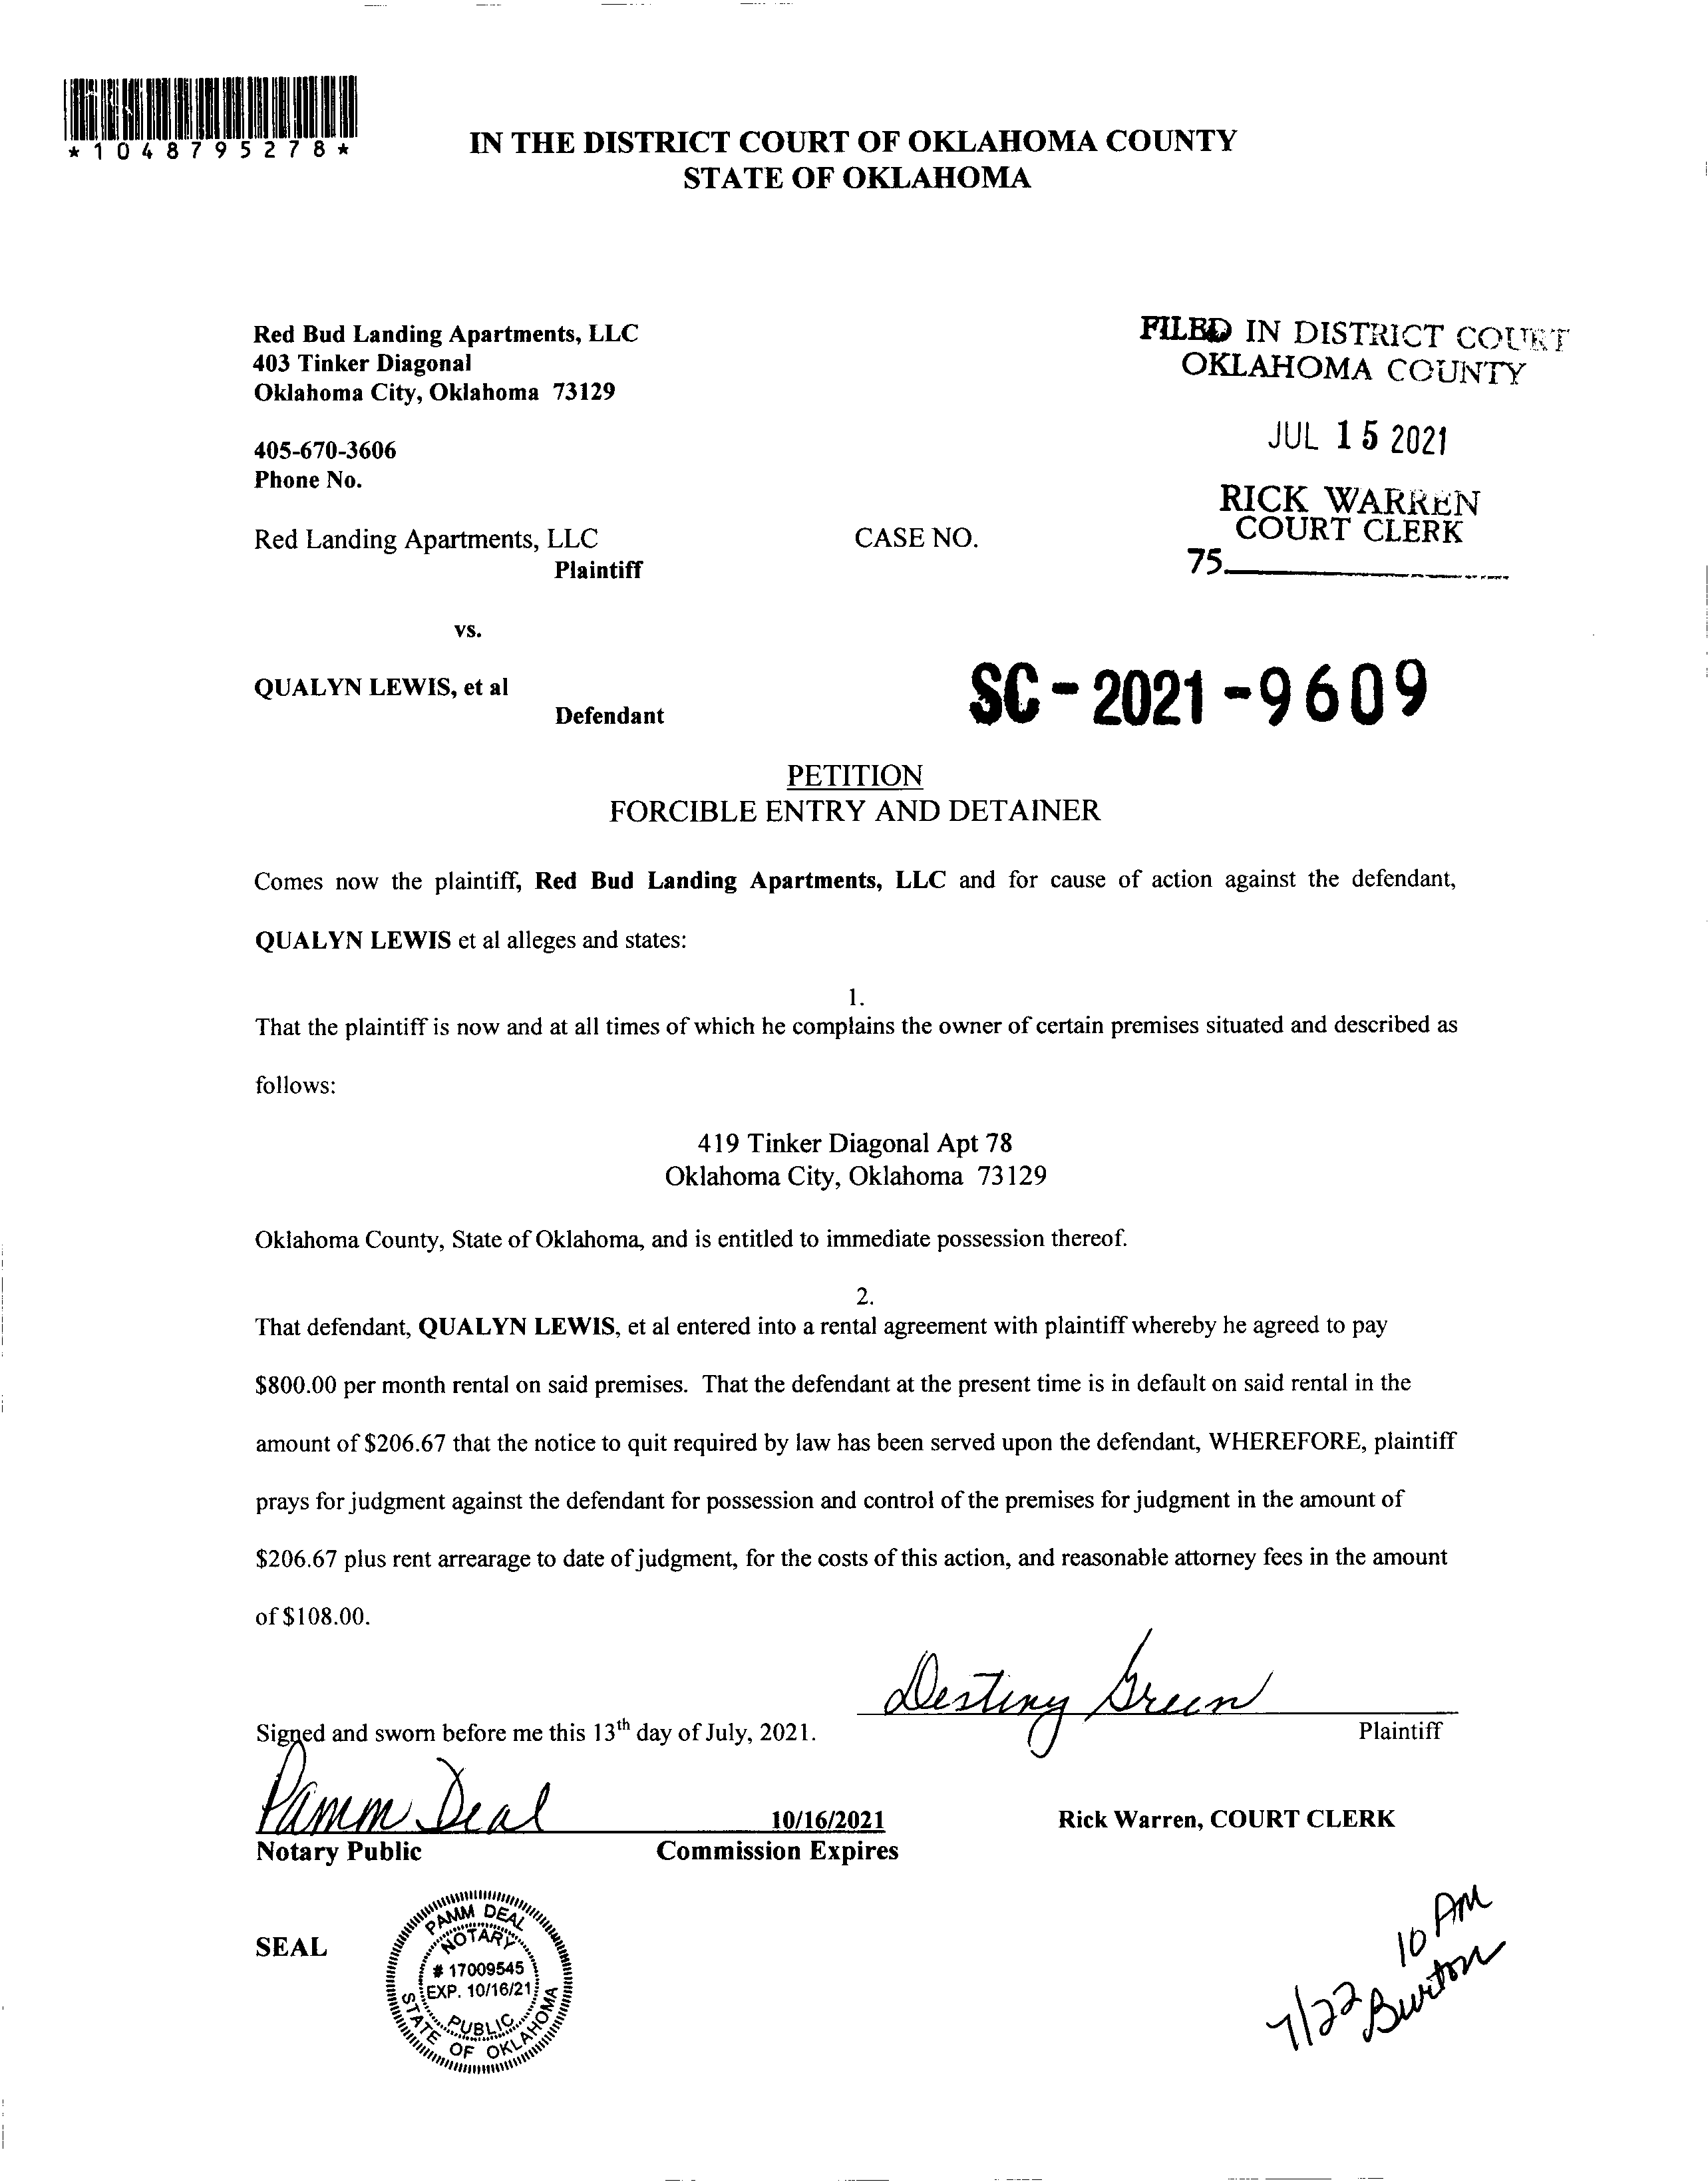 *1048795278*
IN THE DISTRICT COURT OF OKLAHOMA COUNTY
STATE OF OKLAHOMA
Red Bud Landing Apartments, LLC
403 Tinker Diagonal
Oklahoma City, Oklahoma 73129
405-670-3606
Phone No.
FILED IN DISTRICT COURT
OKLAHOMA COUNTY
JUL 15 2021
RICK WARREN
COURT CLERK
75
Red Landing Apartments, LLC
Plaintiff
CASE NO.
vs.
QUALYN LEWIS, et al
Defendant
SC-2021-9609
PETITION
FORCIBLE ENTRY AND DETAINER
Comes now the plaintiff, Red Bud Landing Apartments, LLC and for cause of action against the defendant,
QUALYN LEWIS et al alleges and states:
1.
That the plaintiff is now and at all times of which he complains the owner of certain premises situated and described as
follows:
419 Tinker Diagonal Apt 78
Oklahoma City, Oklahoma 73129
Oklahoma County, State of Oklahoma, and is entitled to immediate possession thereof.
2.
That defendant, QUALYN LEWIS, et al entered into a rental agreement with plaintiff whereby he agreed to pay
$800.00 per month rental on said premises. That the defendant at the present time is in default on said rental in the
amount of $206.67 that the notice to quit required by law has been served upon the defendant, WHEREFORE, plaintiff
prays for judgment against the defendant for possession and control of the premises for judgment in the amount of
$206.67 plus rent arrearage to date of judgment, for the costs of this action, and reasonable attorney fees in the amount
of $108.00.
Destiny Green
Signed and sworn before me this 13th day of July, 2021.
Plaintiff
Pamm Deal
10/16/2021
Rick Warren, COURT CLERK
Notary Public
Commission Expires
SEAL
PAMM DEAL
NOTARY
# 17009545
EXP. 10/16/21
PUBLIC
STATE OF OKLAHOMA
7/22 10 AM
Burton